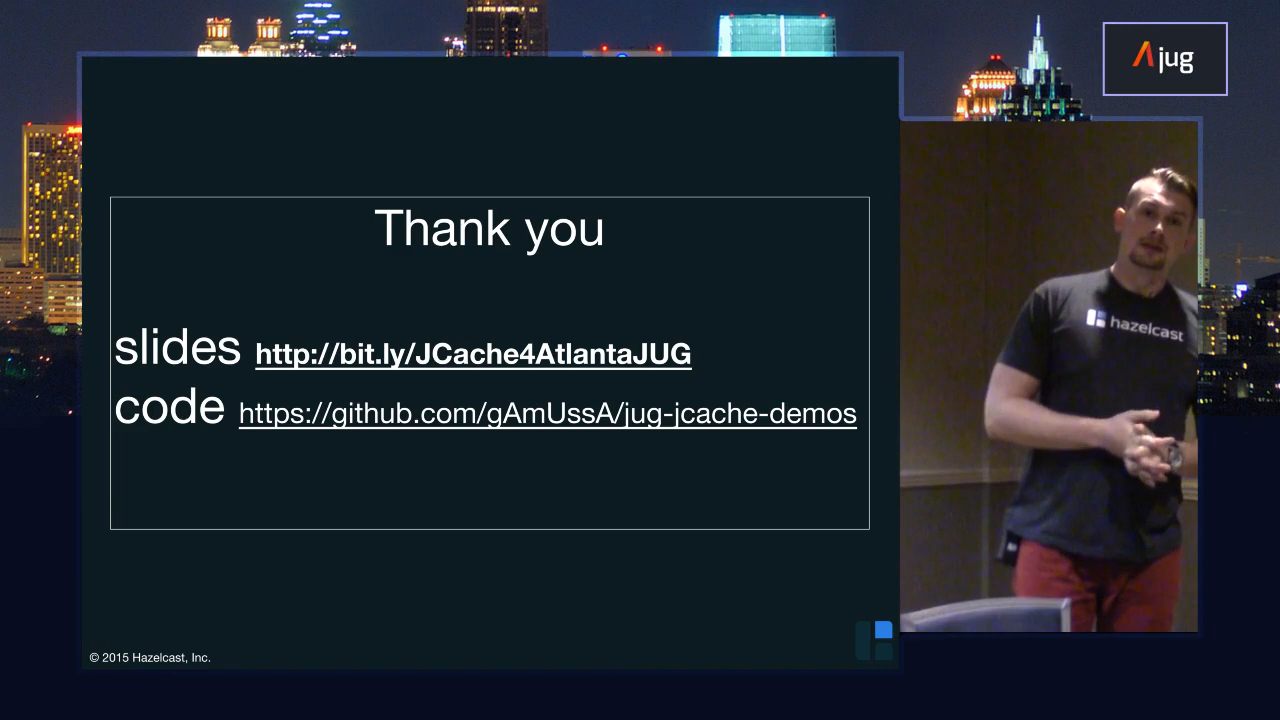 Λjug
Thank you
slides http://bit.ly/JCache4AtlantaJUG
code https://github.com/gAmUssA/jug-jcache-demos
hazelcast
© 2015 Hazelcast, Inc.